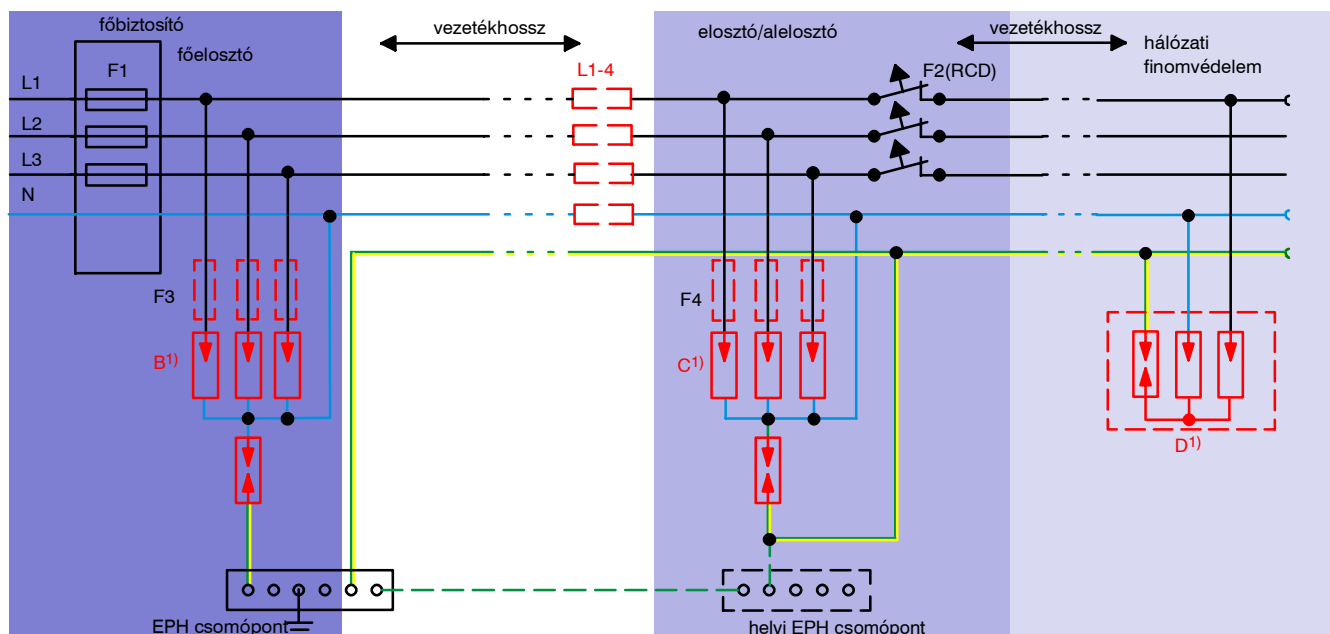 főbiztosító
főelosztó
vezetékhossz
elosztó/alelosztó
vezetékhossz
hálózati
finomvédelem
F1
L1-4
F2(RCD)
L1
L2
L3
N
F3
F4
B1)
C1)
D1)
EPH csomópont
helyi EPH csomópont